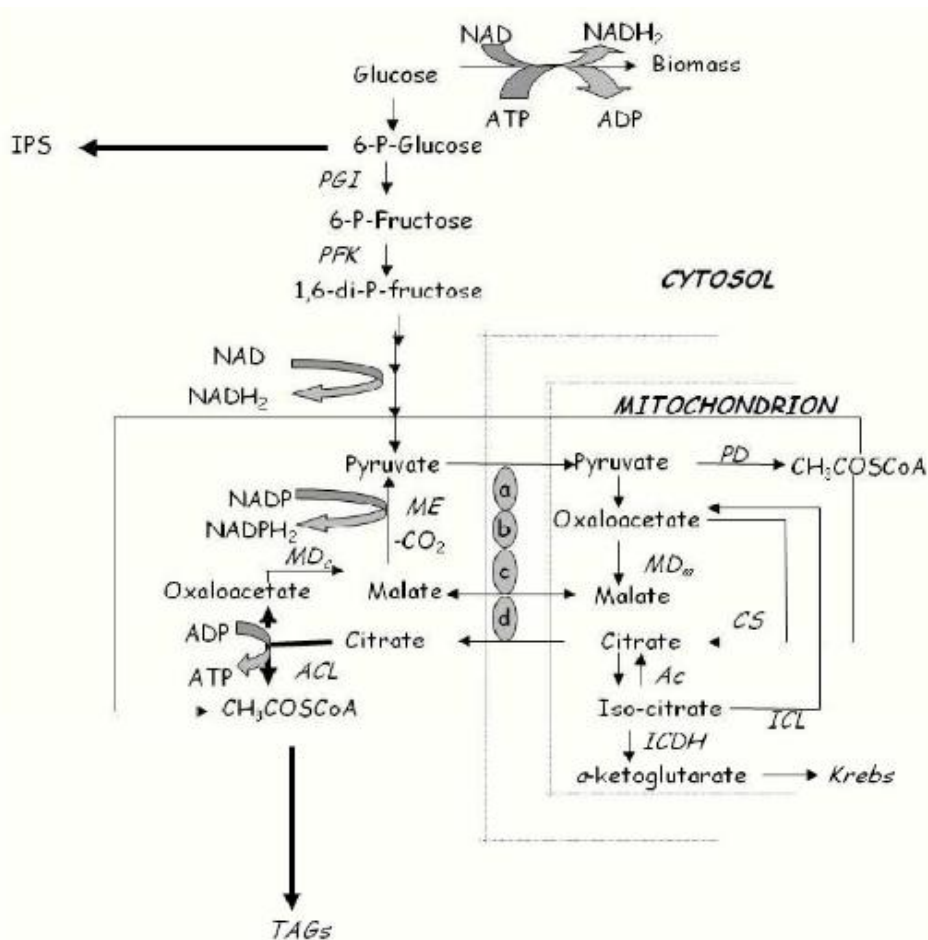 NAD
NADH₂
Glucose
Biomass
ATP
ADP
IPS
6-P-Glucose
PGI
6-P-Fructose
PFK
1,6-di-P-fructose
CYTOSOL
NAD
NADH₂
MITOCHONDRION
Pyruvate
Pyruvate
PD
CH₃COSCoA
a
NADP
ME
NADPH₂
-CO₂
b
Oxaloacetate
MDc
MDm
c
Oxaloacetate
Malate
Malate
d
ADP
Citrate
Citrate
CS
ATP
ACL
Ac
CH₃COSCoA
Iso-citrate
ICL
ICDH
α-ketoglutarate
Krebs
TAGs